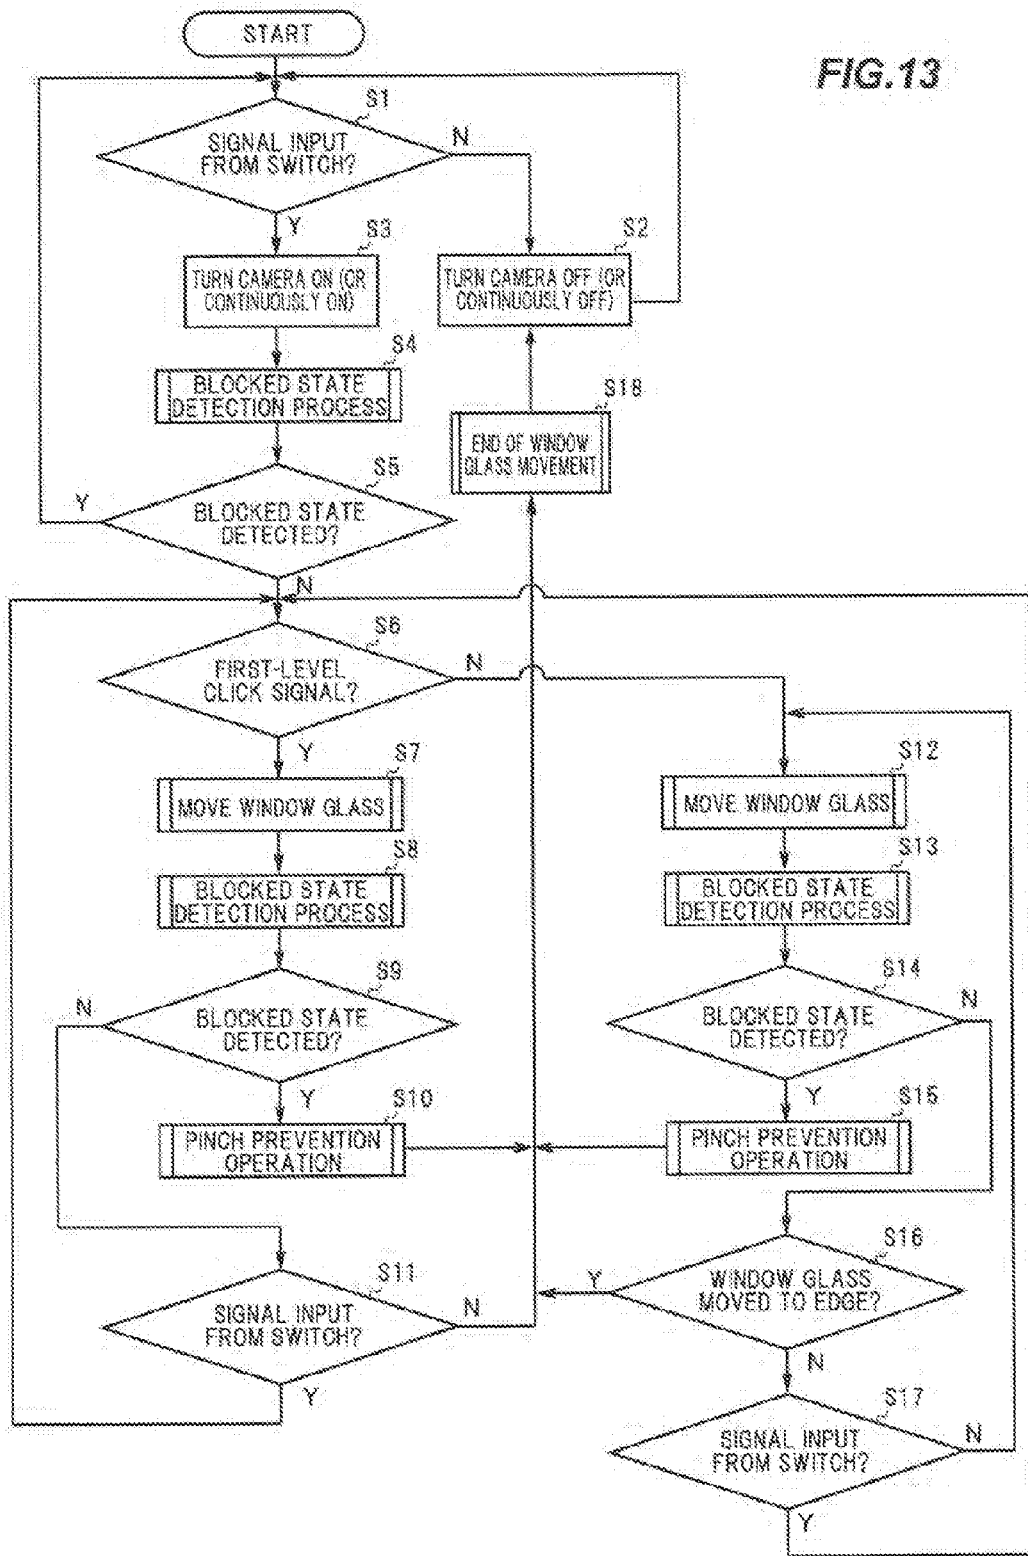 START
FIG.13
S1
SIGNAL INPUT
FROM SWITCH?
N
Y
S3
TURN CAMERA ON (OR
CONTINUOUSLY ON)
S2
TURN CAMERA OFF (OR
CONTINUOUSLY OFF)
S4
BLOCKED STATE
DETECTION PROCESS
S18
END OF WINDOW
GLASS MOVEMENT
S5
Y
BLOCKED STATE
DETECTED?
N
S6
FIRST-LEVEL
CLICK SIGNAL?
N
Y
S7
MOVE WINDOW GLASS
S8
BLOCKED STATE
DETECTION PROCESS
S9
N
BLOCKED STATE
DETECTED?
Y
S10
PINCH PREVENTION
OPERATION
S11
SIGNAL INPUT
FROM SWITCH?
N
Y
S12
MOVE WINDOW GLASS
S13
BLOCKED STATE
DETECTION PROCESS
S14
BLOCKED STATE
DETECTED?
N
Y
S15
PINCH PREVENTION
OPERATION
S16
Y
WINDOW GLASS
MOVED TO EDGE?
N
S17
SIGNAL INPUT
FROM SWITCH?
N
Y